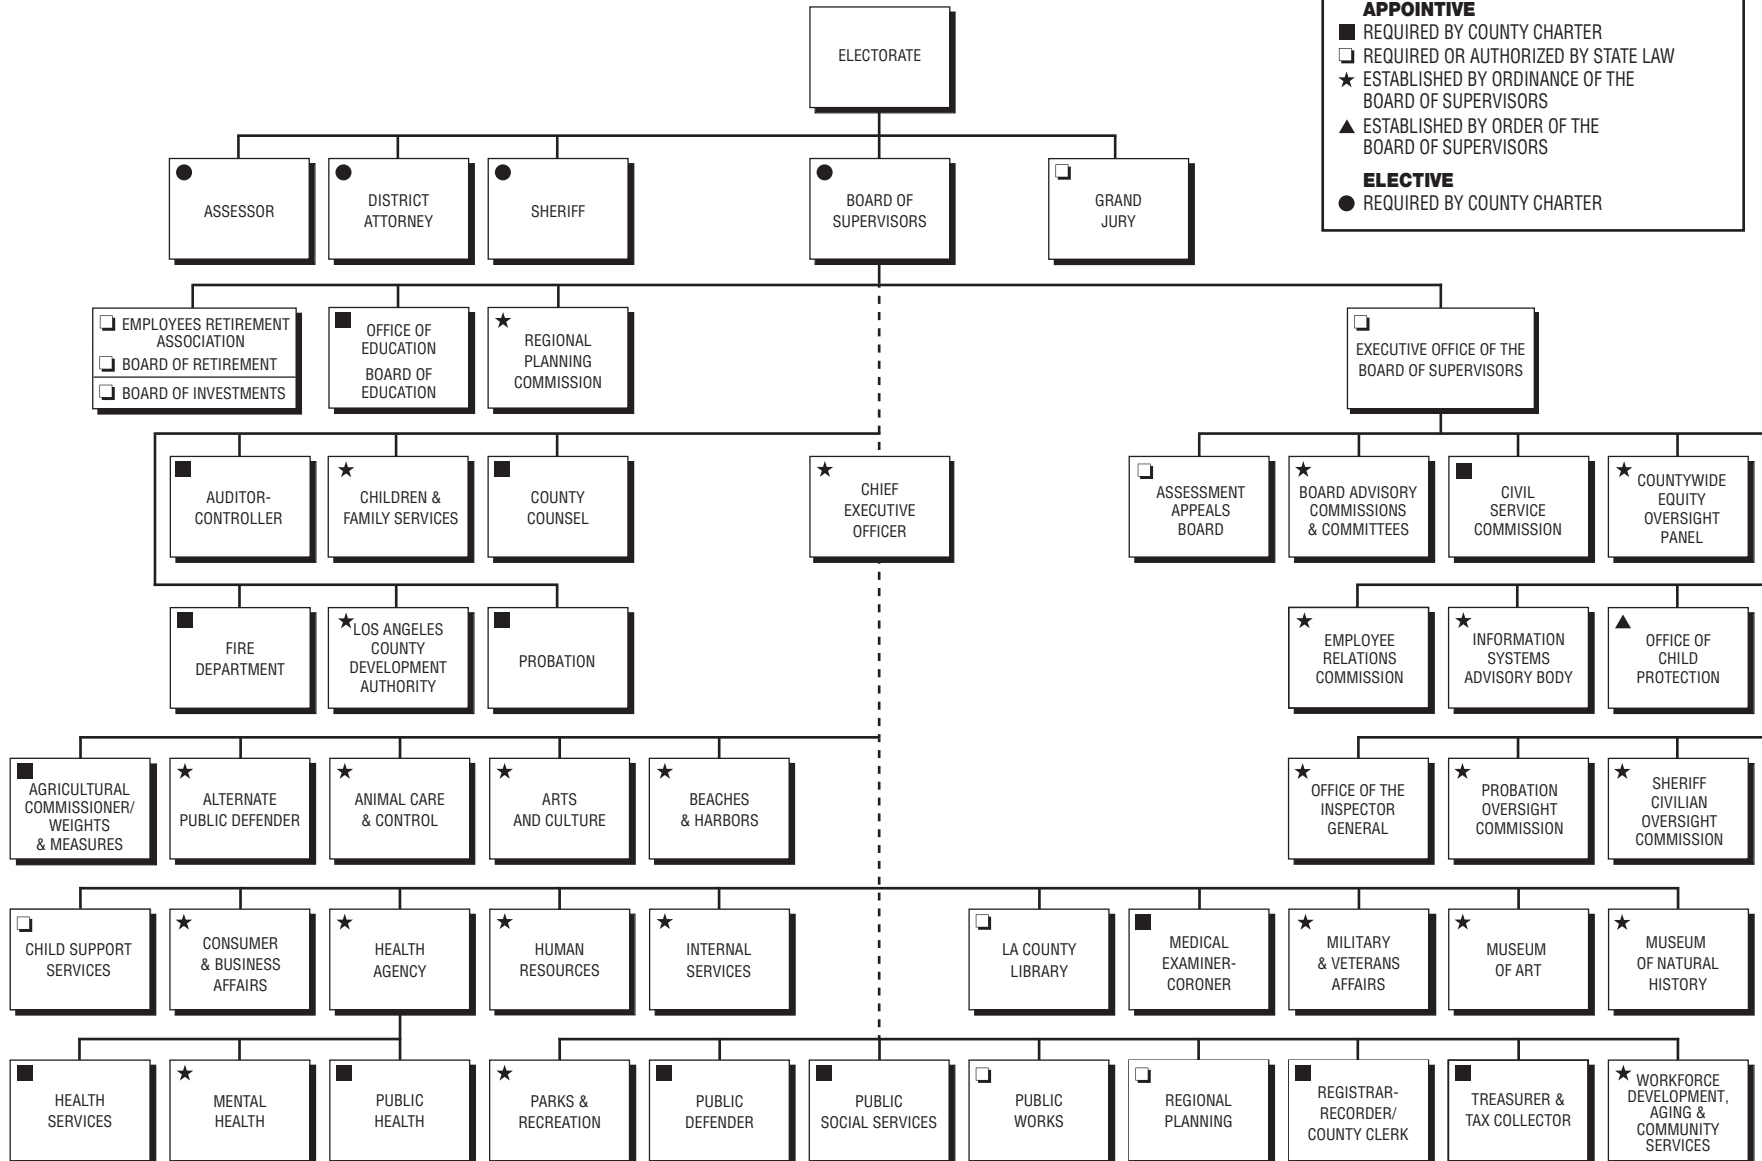 ELECTORATE
APPOINTIVE
REQUIRED BY COUNTY CHARTER
REQUIRED OR AUTHORIZED BY STATE LAW
ESTABLISHED BY ORDINANCE OF THE
BOARD OF SUPERVISORS
ESTABLISHED BY ORDER OF THE
BOARD OF SUPERVISORS
ELECTIVE
REQUIRED BY COUNTY CHARTER
ASSESSOR
DISTRICT
ATTORNEY
SHERIFF
BOARD OF
SUPERVISORS
GRAND
JURY
EMPLOYEES RETIREMENT
ASSOCIATION
BOARD OF RETIREMENT
BOARD OF INVESTMENTS
OFFICE OF
EDUCATION
BOARD OF
EDUCATION
REGIONAL
PLANNING
COMMISSION
EXECUTIVE OFFICE OF THE
BOARD OF SUPERVISORS
AUDITOR-
CONTROLLER
CHILDREN &
FAMILY SERVICES
COUNTY
COUNSEL
CHIEF
EXECUTIVE
OFFICER
ASSESSMENT
APPEALS
BOARD
BOARD ADVISORY
COMMISSIONS
& COMMITTEES
CIVIL
SERVICE
COMMISSION
COUNTYWIDE
EQUITY
OVERSIGHT
PANEL
FIRE
DEPARTMENT
LOS ANGELES
COUNTY
DEVELOPMENT
AUTHORITY
PROBATION
EMPLOYEE
RELATIONS
COMMISSION
INFORMATION
SYSTEMS
ADVISORY BODY
OFFICE OF
CHILD
PROTECTION
AGRICULTURAL
COMMISSIONER/
WEIGHTS
& MEASURES
ALTERNATE
PUBLIC DEFENDER
ANIMAL CARE
& CONTROL
ARTS
AND CULTURE
BEACHES
& HARBORS
OFFICE OF THE
INSPECTOR
GENERAL
PROBATION
OVERSIGHT
COMMISSION
SHERIFF
CIVILIAN
OVERSIGHT
COMMISSION
CHILD SUPPORT
SERVICES
CONSUMER
& BUSINESS
AFFAIRS
HEALTH
AGENCY
HUMAN
RESOURCES
INTERNAL
SERVICES
LA COUNTY
LIBRARY
MEDICAL
EXAMINER-
CORONER
MILITARY
& VETERANS
AFFAIRS
MUSEUM
OF ART
MUSEUM
OF NATURAL
HISTORY
HEALTH
SERVICES
MENTAL
HEALTH
PUBLIC
HEALTH
PARKS &
RECREATION
PUBLIC
DEFENDER
PUBLIC
SOCIAL SERVICES
PUBLIC
WORKS
REGIONAL
PLANNING
REGISTRAR-
RECORDER/
COUNTY CLERK
TREASURER &
TAX COLLECTOR
WORKFORCE
DEVELOPMENT,
AGING &
COMMUNITY
SERVICES